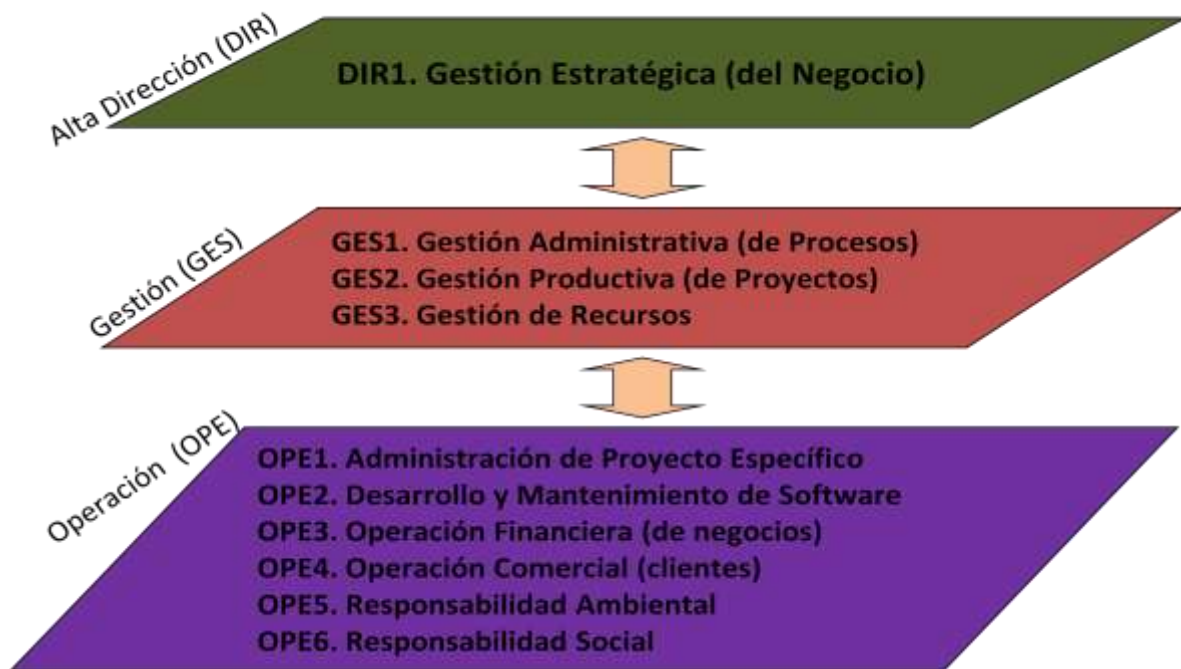 Alta Dirección (DIR)
DIR1. Gestión Estratégica (del Negocio)
Gestión (GES)
GES1. Gestión Administrativa (de Procesos)
GES2. Gestión Productiva (de Proyectos)
GES3. Gestión de Recursos
Operación (OPE)
OPE1. Administración de Proyecto Específico
OPE2. Desarrollo y Mantenimiento de Software
OPE3. Operación Financiera (de negocios)
OPE4. Operación Comercial (clientes)
OPE5. Responsabilidad Ambiental
OPE6. Responsabilidad Social